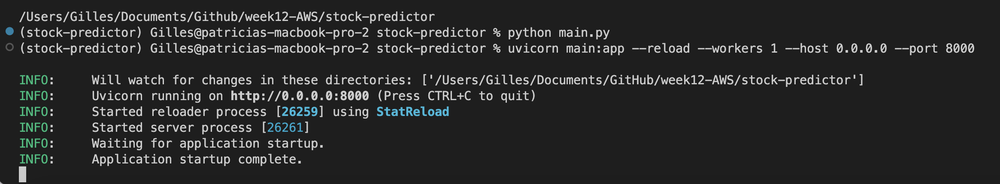 /Users/Gilles/Documents/Github/week12-AWS/stock-predictor
(stock-predictor) Gilles@patricias-macbook-pro-2 stock-predictor % python main.py
(stock-predictor) Gilles@patricias-macbook-pro-2 stock-predictor % uvicorn main:app --reload --workers 1 --host 0.0.0.0 --port 8000
INFO:     Will watch for changes in these directories: ['/Users/Gilles/Documents/GitHub/week12-AWS/stock-predictor']
INFO:     Uvicorn running on http://0.0.0.0:8000 (Press CTRL+C to quit)
INFO:     Started reloader process [26259] using StatReload
INFO:     Started server process [26261]
INFO:     Waiting for application startup.
INFO:     Application startup complete.